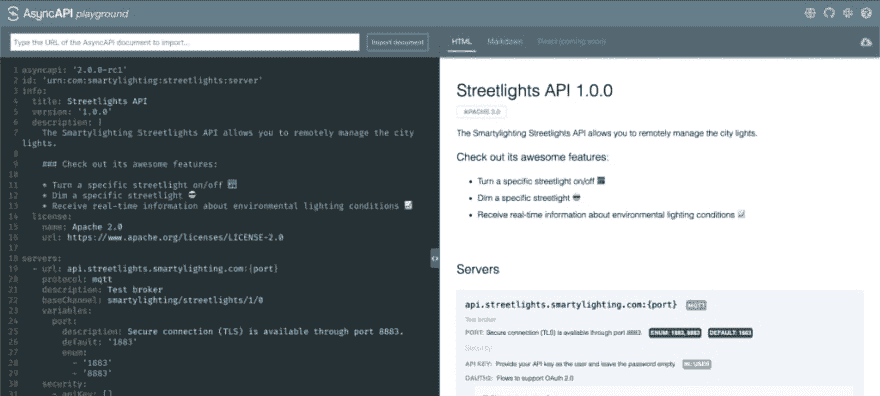 AsyncAPI playground
Type the URL of the AsyncAPI document to import...
Import document
HTML
Markdown
React (coming soon)
1 asyncapi: '2.0.0-rc1'
2 id: 'urn:com:smartylighting:streetlights:server'
3 info:
4 title: Streetlights API
5 version: '1.0.0'
6 description: |
7 The Smartylighting Streetlights API allows you to remotely manage the city
lights.
8
9 ### Check out its awesome features:
10
11 * Turn a specific streetlight on/off 🌃
12 * Dim a specific streetlight 😎
13 * Receive real-time information about environmental lighting conditions 📈
14 license:
15 name: Apache 2.0
16 url: https://www.apache.org/licenses/LICENSE-2.0
17
18 servers:
19 - url: api.streetlights.smartylighting.com:{port}
20 protocol: mqtt
21 description: Test broker
22 baseChannel: smartylighting/streetlights/1/0
23 variables:
24 port:
25 description: Secure connection (TLS) is available through port 8883.
26 default: '1883'
27 enum:
28 - '1883'
29 - '8883'
30 security:
31 - apiKey: []
Streetlights API 1.0.0
APACHE 2.0
The Smartylighting Streetlights API allows you to remotely manage the city lights.
Check out its awesome features:
• Turn a specific streetlight on/off 🌃
• Dim a specific streetlight 😎
• Receive real-time information about environmental lighting conditions 📈
Servers
api.streetlights.smartylighting.com:{port} MQTT
Test broker
PORT: Secure connection (TLS) is available through port 8883. ENUM: 1883, 8883 DEFAULT: 1883
Security:
API KEY: Provide your API key as the user and leave the password empty. IN: USER
OAUTH2: Flows to support OAuth 2.0